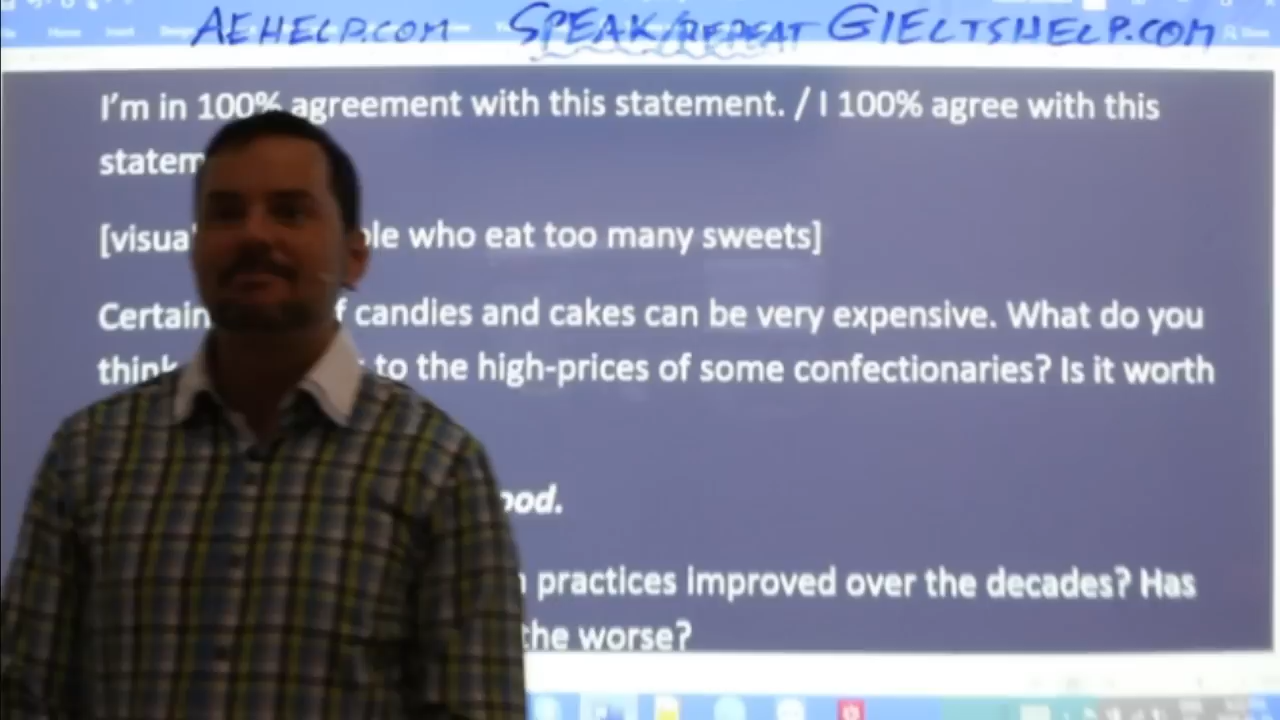 AEHELP.COM SPEAK/REPEAT GIELTSHELP.COM
I'm in 100% agreement with this statement. / I 100% agree with this
statem
[visua ple who eat too many sweets]
Certain f candies and cakes can be very expensive. What do you
think to the high-prices of some confectionaries? Is it worth
ood.
practices improved over the decades? Has
the worse?